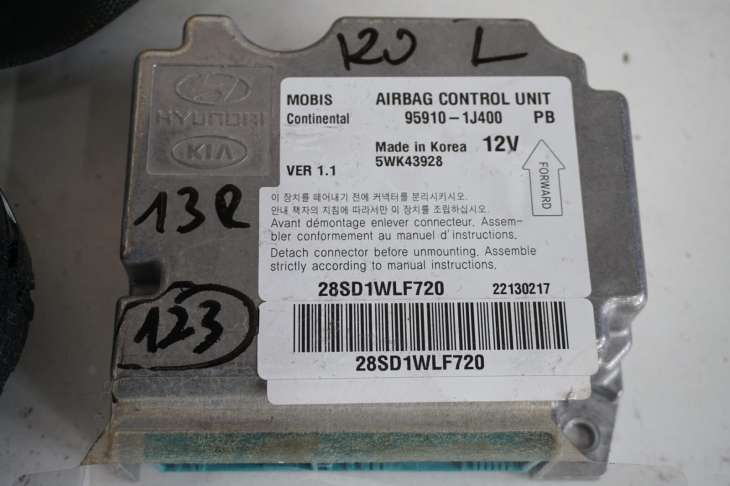 120 L
HYUNDAI
KIA
MOBIS AIRBAG CONTROL UNIT
Continental 95910-1J400 PB
Made in Korea 12V
5WK43928
VER 1.1
FORWARD
13R
이 장치를 떼어내기 전에 커넥터를 분리시키시오.
안내 책자의 지침에 따라서만 이 장치를 조립하십시오.
Avant démontage enlever connecteur. Assem-
bler conformement au manuel d'instructions.
Detach connector before unmounting. Assemble
strictly according to manual instructions.
28SD1WLF720 22130217
123
28SD1WLF720